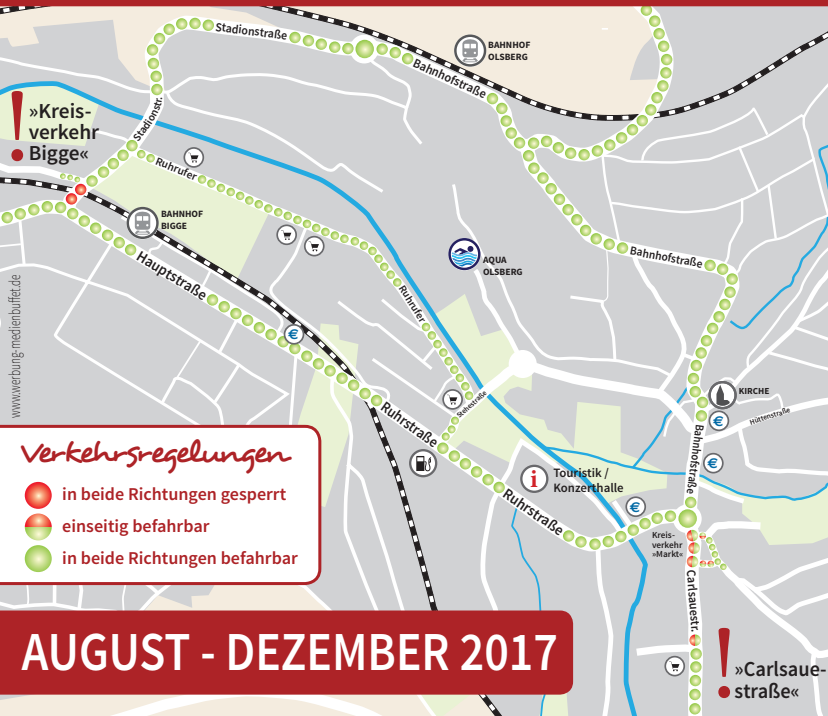 Stadionstraße
BAHNHOF
OLSBERG
Bahnhofstraße
»Kreis-
verkehr
Bigge«
Stadionstr.
Ruhrufer
BAHNHOF
BIGGE
Hauptstraße
AQUA
OLSBERG
Bahnhofstraße
Ruhrufer
€
www.werbung-medienbuffet.de
Stehestraße
KIRCHE
€
Hüttenstraße
Ruhrstraße
Bahnhofstraße
€
Verkehrsregelungen
in beide Richtungen gesperrt
einseitig befahrbar
in beide Richtungen befahrbar
i
Touristik /
Konzerthalle
Ruhrstraße
€
Kreis-
verkehr
»Markt«
Carlsauestr.
AUGUST - DEZEMBER 2017
»Carlsaue-
straße«